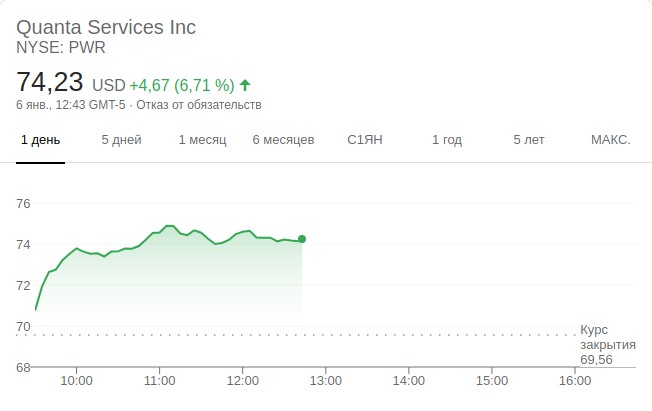 Quanta Services Inc
NYSE: PWR
74,23 USD +4,67 (6,71 %)
6 янв., 12:43 GMT-5 · Отказ от обязательств
1 день 5 дней 1 месяц 6 месяцев С1ЯН 1 год 5 лет МАКС.
76
74
72
70
68
Курс
закрытия
69,56
10:00 11:00 12:00 13:00 14:00 15:00 16:00